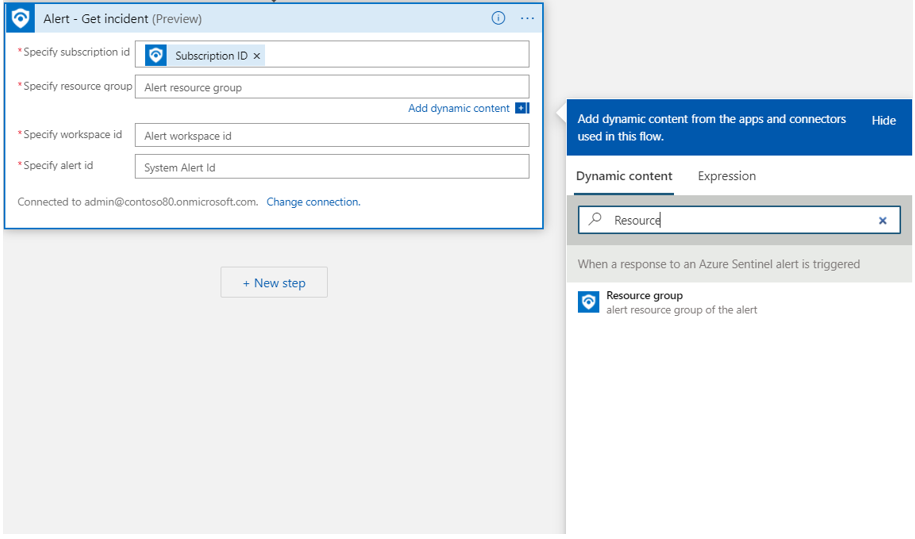 Alert - Get incident (Preview)
*Specify subscription id
Subscription ID ×
*Specify resource group
Alert resource group
Add dynamic content
*Specify workspace id
Alert workspace id
*Specify alert id
System Alert Id
Connected to admin@contoso80.onmicrosoft.com. Change connection.
+ New step
Add dynamic content from the apps and connectors
used in this flow.
Hide
Dynamic content
Expression
Resource
When a response to an Azure Sentinel alert is triggered
Resource group
alert resource group of the alert